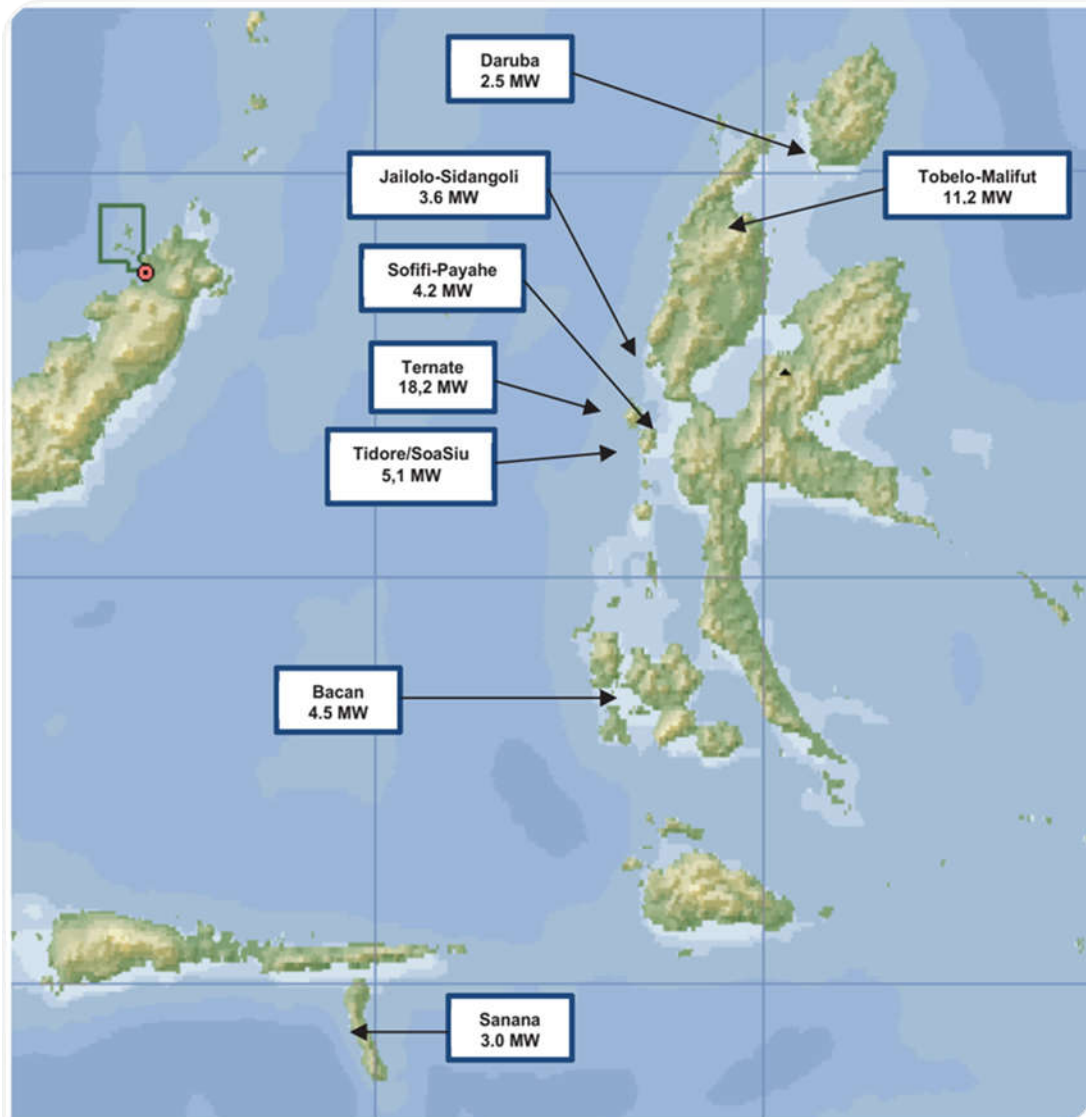 Daruba
2.5 MW
Jailolo-Sidangoli
3.6 MW
Tobelo-Malifut
11.2 MW
Sofifi-Payahe
4.2 MW
Ternate
18,2 MW
Tidore/SoaSiu
5,1 MW
Bacan
4.5 MW
Sanana
3.0 MW